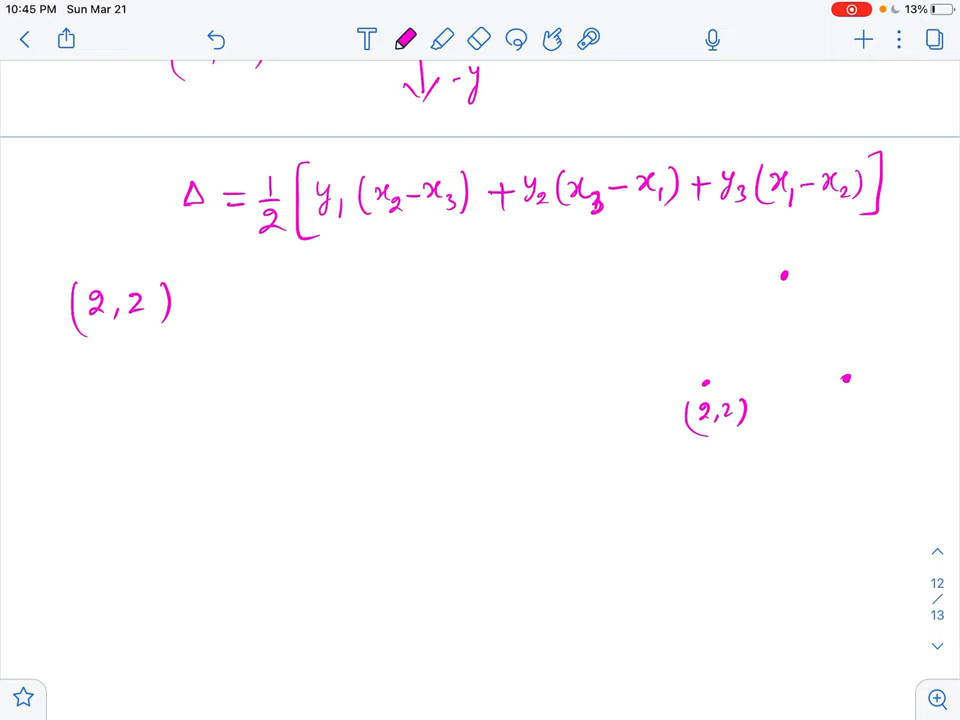 10:45 PM Sun Mar 21 13%
T
-y
Δ = 1/2 [y₁(x₂-x₃) + y₂(x₃-x₁) + y₃(x₁-x₂)]
(2,2)
(2,2)
12
/
13